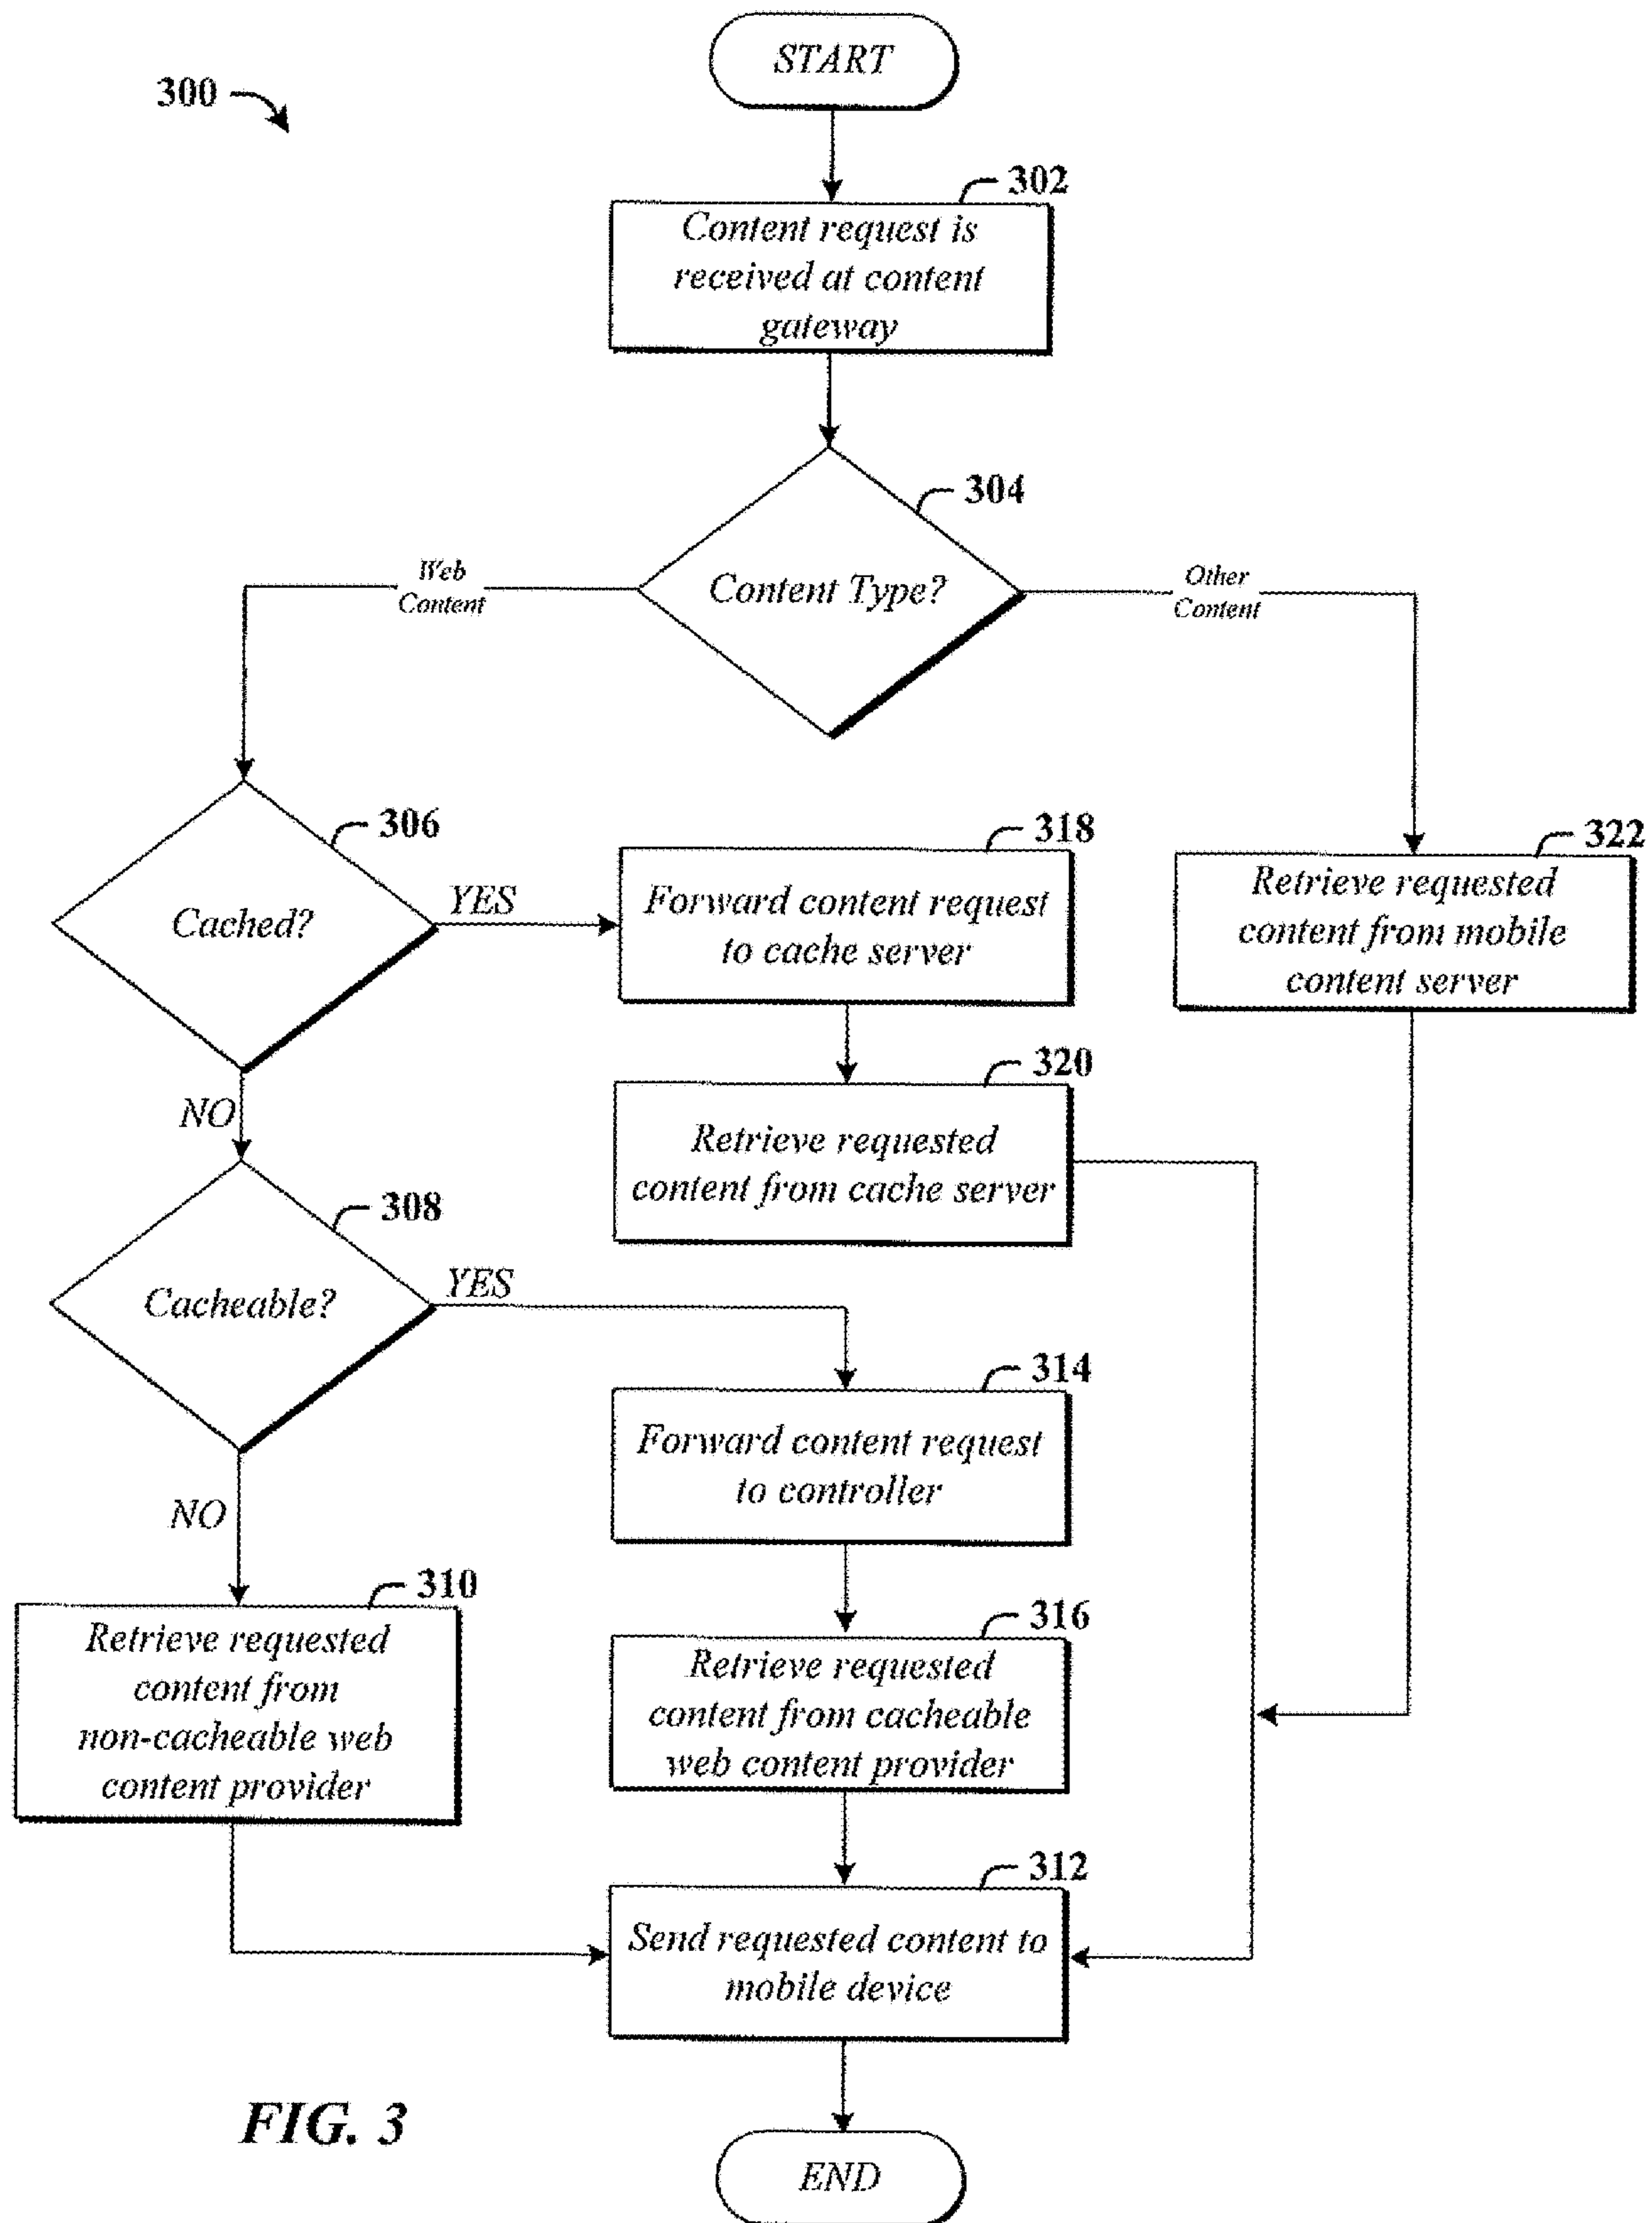 START
300
302
Content request is
received at content
gateway
304
Content Type?
Web
Content
Other
Content
306
Cached?
YES
318
Forward content request
to cache server
322
Retrieve requested
content from mobile
content server
NO
320
Retrieve requested
content from cache server
308
Cacheable?
YES
314
Forward content request
to controller
NO
310
Retrieve requested
content from
non-cacheable web
content provider
316
Retrieve requested
content from cacheable
web content provider
312
Send requested content to
mobile device
FIG. 3
END